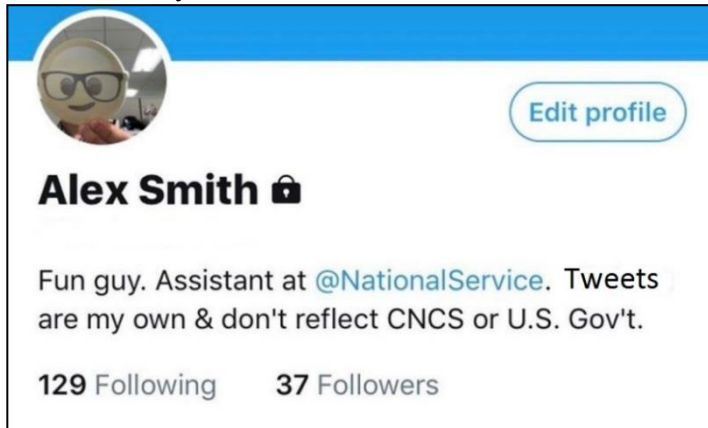 Edit profile
Alex Smith
Fun guy. Assistant at @NationalService. Tweets
are my own & don't reflect CNCS or U.S. Gov't.
129 Following 37 Followers